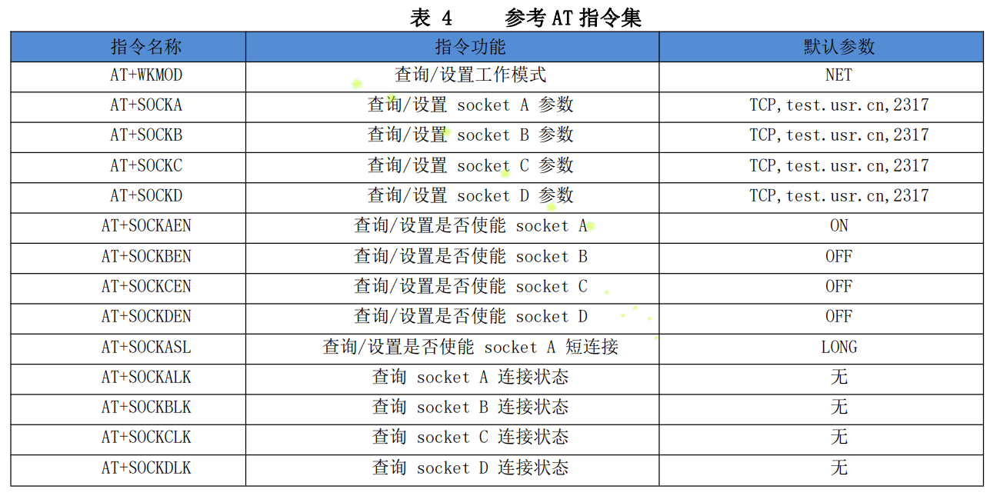 表 4 参考AT指令集
指令名称 指令功能 默认参数
AT+WKMOD 查询/设置工作模式 NET
AT+SOCKA 查询/设置 socket A 参数 TCP,test.usr.cn,2317
AT+SOCKB 查询/设置 socket B 参数 TCP,test.usr.cn,2317
AT+SOCKC 查询/设置 socket C 参数 TCP,test.usr.cn,2317
AT+SOCKD 查询/设置 socket D 参数 TCP,test.usr.cn,2317
AT+SOCKAEN 查询/设置是否使能 socket A ON
AT+SOCKBEN 查询/设置是否使能 socket B OFF
AT+SOCKCEN 查询/设置是否使能 socket C OFF
AT+SOCKDEN 查询/设置是否使能 socket D OFF
AT+SOCKASL 查询/设置是否使能 socket A 短连接 LONG
AT+SOCKALK 查询 socket A 连接状态 无
AT+SOCKBLK 查询 socket B 连接状态 无
AT+SOCKCLK 查询 socket C 连接状态 无
AT+SOCKDLK 查询 socket D 连接状态 无